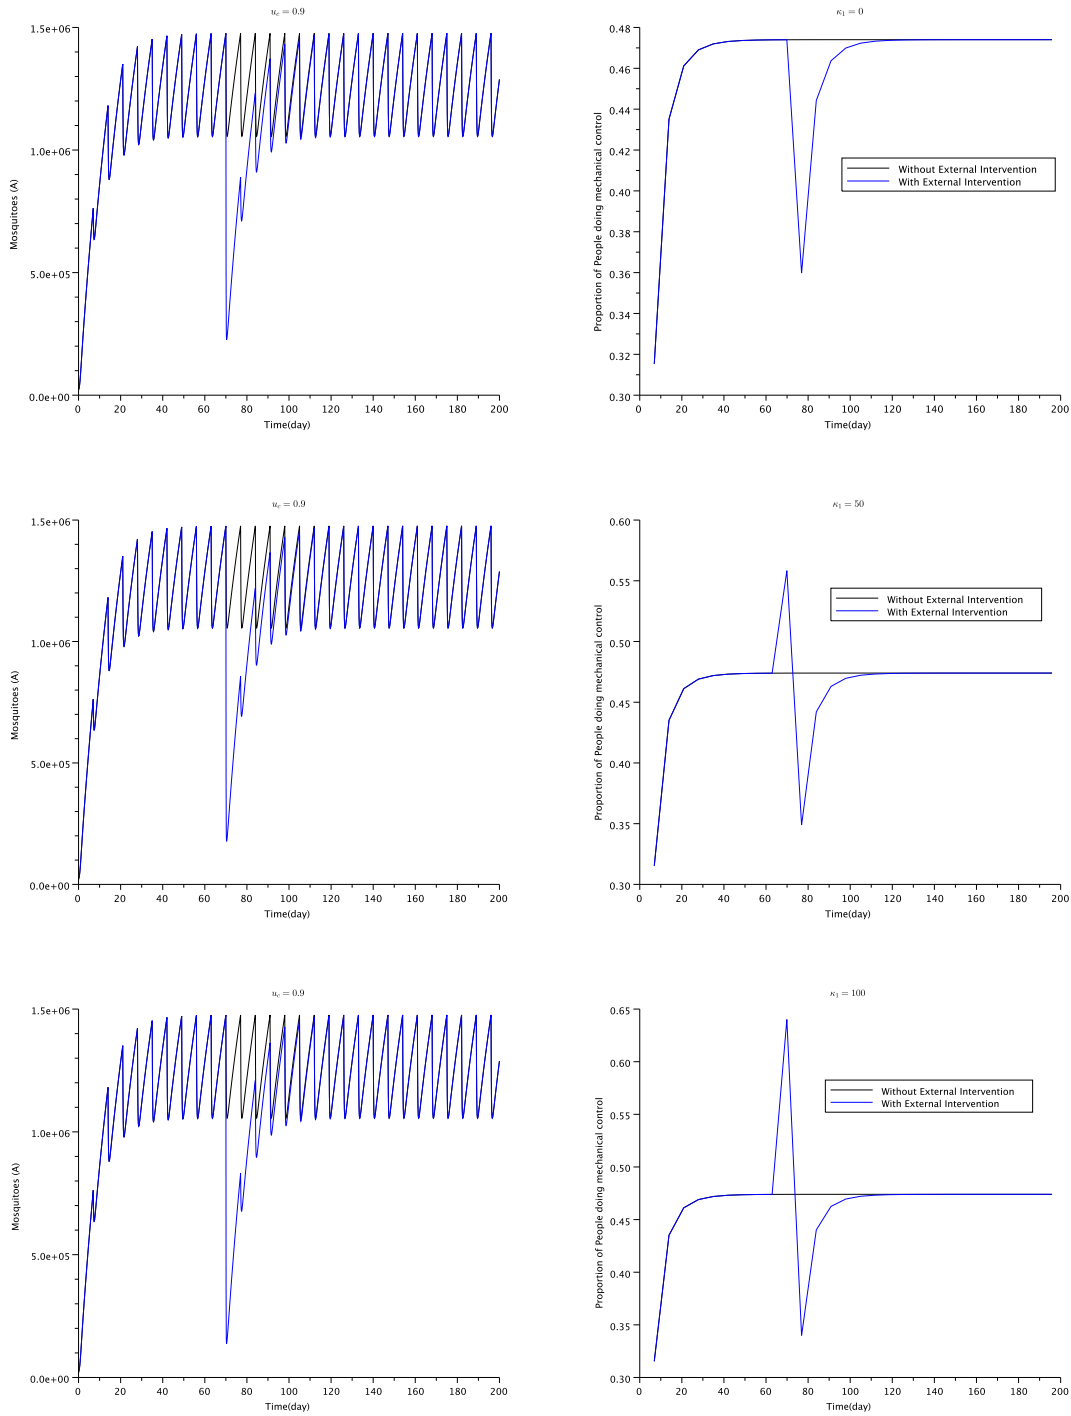 u_c = 0.9
1.5e+06
1.0e+06
5.0e+05
0.0e+00
Mosquitoes (A)
0 20 40 60 80 100 120 140 160 180 200
Time(day)
κ₁ = 0
0.48
0.46
0.44
0.42
0.40
0.38
0.36
0.34
0.32
0.30
Proportion of People doing mechanical control
Without External Intervention
With External Intervention
0 20 40 60 80 100 120 140 160 180 200
Time(day)
u_c = 0.9
1.5e+06
1.0e+06
5.0e+05
0.0e+00
Mosquitoes (A)
0 20 40 60 80 100 120 140 160 180 200
Time(day)
κ₁ = 50
0.60
0.55
0.50
0.45
0.40
0.35
0.30
Proportion of People doing mechanical control
Without External Intervention
With External Intervention
0 20 40 60 80 100 120 140 160 180 200
Time(day)
u_c = 0.9
1.5e+06
1.0e+06
5.0e+05
0.0e+00
Mosquitoes (A)
0 20 40 60 80 100 120 140 160 180 200
Time(day)
κ₁ = 100
0.65
0.60
0.55
0.50
0.45
0.40
0.35
0.30
Proportion of People doing mechanical control
Without External Intervention
With External Intervention
0 20 40 60 80 100 120 140 160 180 200
Time(day)